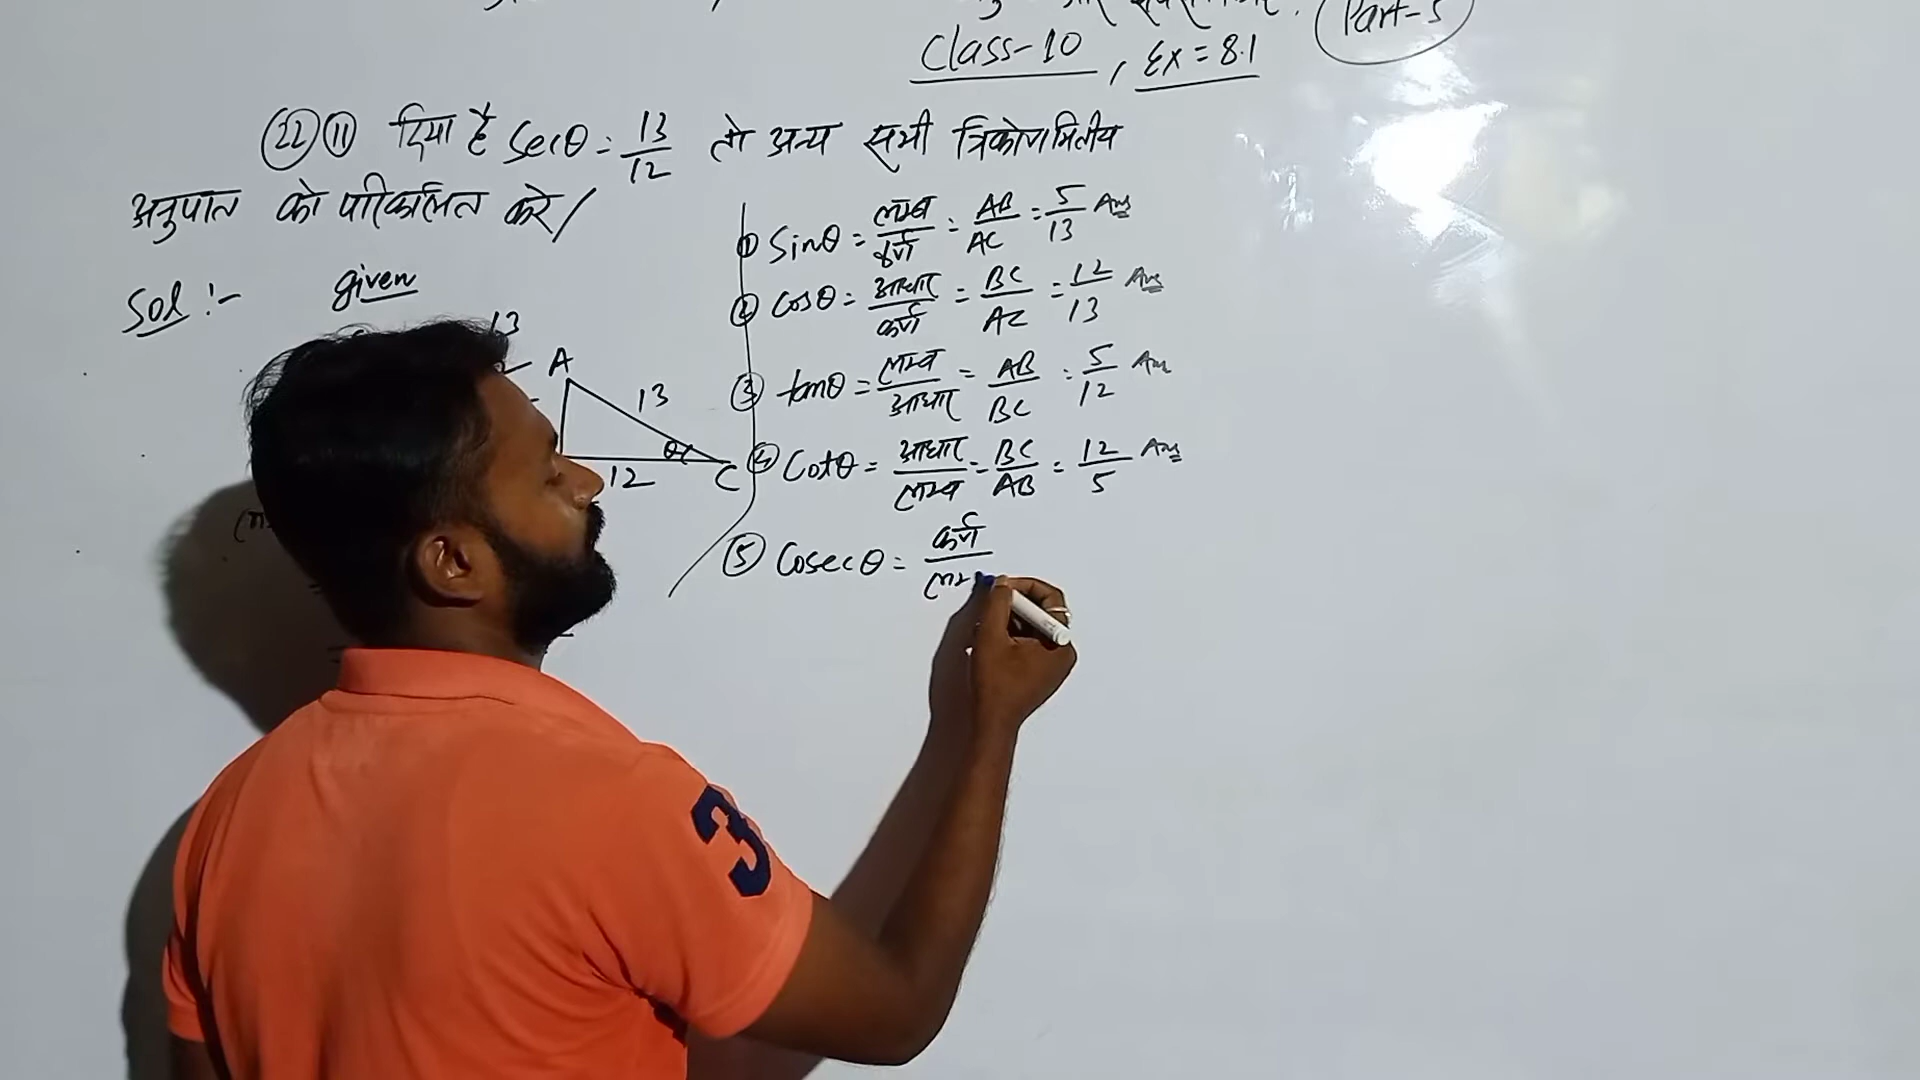 Part-5
Class-10, Ex = 8.1
(22) (11) दिया है Secθ = 13/12 तो अन्य सभी त्रिकोणमितीय
अनुपात को परिकलित करे/
Sol :- given
13
A
13
θ
12
C
① Sinθ = लम्ब/कर्ण = AB/AC = 5/13 Ans
② Cosθ = आधार/कर्ण = BC/AC = 12/13 Ans
③ tanθ = लम्ब/आधार = AB/BC = 5/12 Ans
④ Cotθ = आधार/लम्ब = BC/AB = 12/5 Ans
⑤ Cosecθ = कर्ण
3